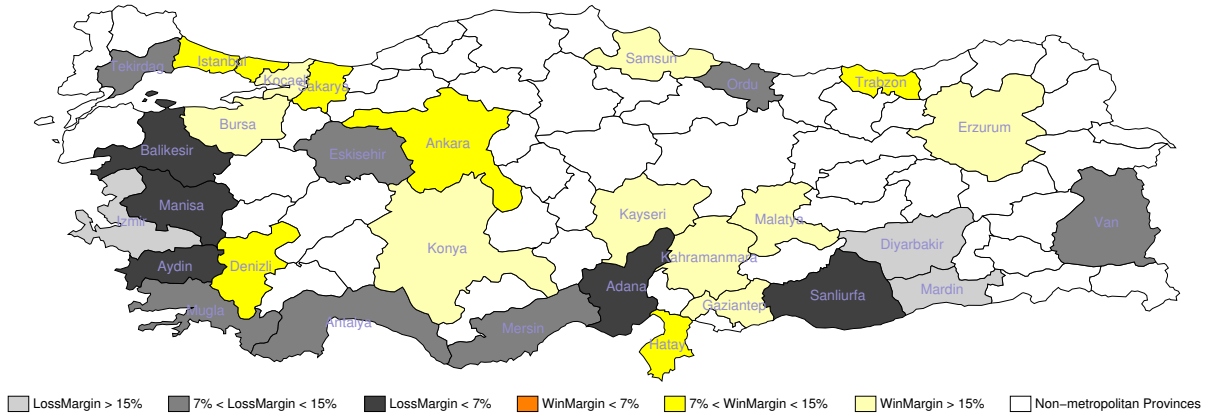 Tekirdag
Istanbul
Kocaeli
Sakarya
Samsun
Ordu
Trabzon
Bursa
Erzurum
Balikesir
Eskisehir
Ankara
Manisa
Izmir
Kayseri
Malatya
Van
Konya
Diyarbakir
Aydin
Denizli
Kahramanmara
Adana
Sanliurfa
Mardin
Mugla
Antalya
Mersin
Gaziantep
Hatay
LossMargin > 15% 7% < LossMargin < 15% LossMargin < 7% WinMargin < 7% 7% < WinMargin < 15% WinMargin > 15% Non−metropolitan Provinces